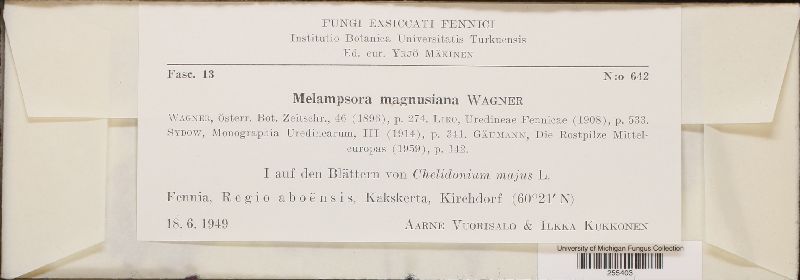 FUNGI EXSICCATI FENNICI
Institutio Botanica Universitatis Turkuensis
Ed. cur. YRJÖ MÄKINEN
Fasc. 13 N:o 642
Melampsora magnusiana WAGNER
WAGNER, österr. Bot. Zeitschr., 46 (1896), p. 274. LIRO, Uredineae Fennicae (1908), p. 533.
SYDOW, Monographia Uredinearum, III (1914), p. 341. GÄUMANN, Die Rostpilze Mittel-
europas (1959), p. 142.
I auf den Blättern von Chelidonium majus L.
Fennia, Regio aboënsis, Kakskerta, Kirchdorf (60°21′ N)
18. 6. 1949 AARNE VUORISALO & ILKKA KUKKONEN
University of Michigan Fungus Collection
255403